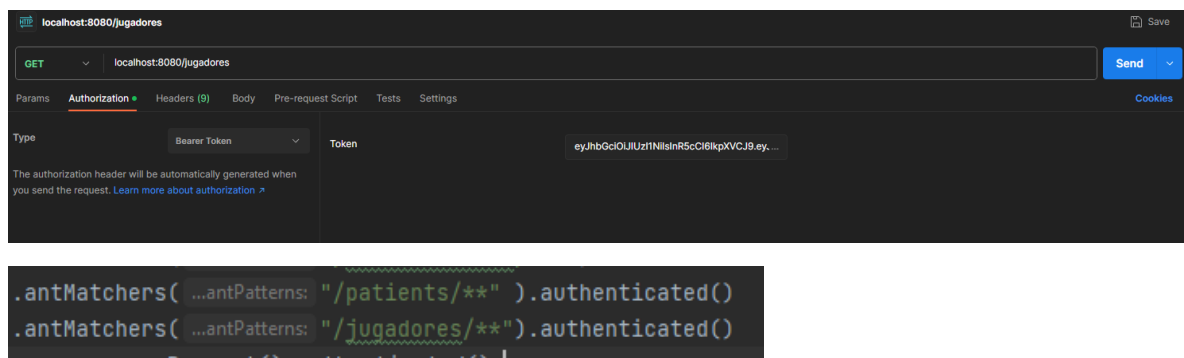 HTTP localhost:8080/jugadores Save
GET localhost:8080/jugadores Send
Params Authorization Headers (9) Body Pre-request Script Tests Settings Cookies
Type Bearer Token Token eyJhbGciOiJIUzI1NiIsInR5cCI6IkpXVCJ9.ey. ...
The authorization header will be automatically generated when
you send the request. Learn more about authorization ↗
.antMatchers( ...antPatterns: "/patients/**" ).authenticated()
.antMatchers( ...antPatterns: "/jugadores/**").authenticated()